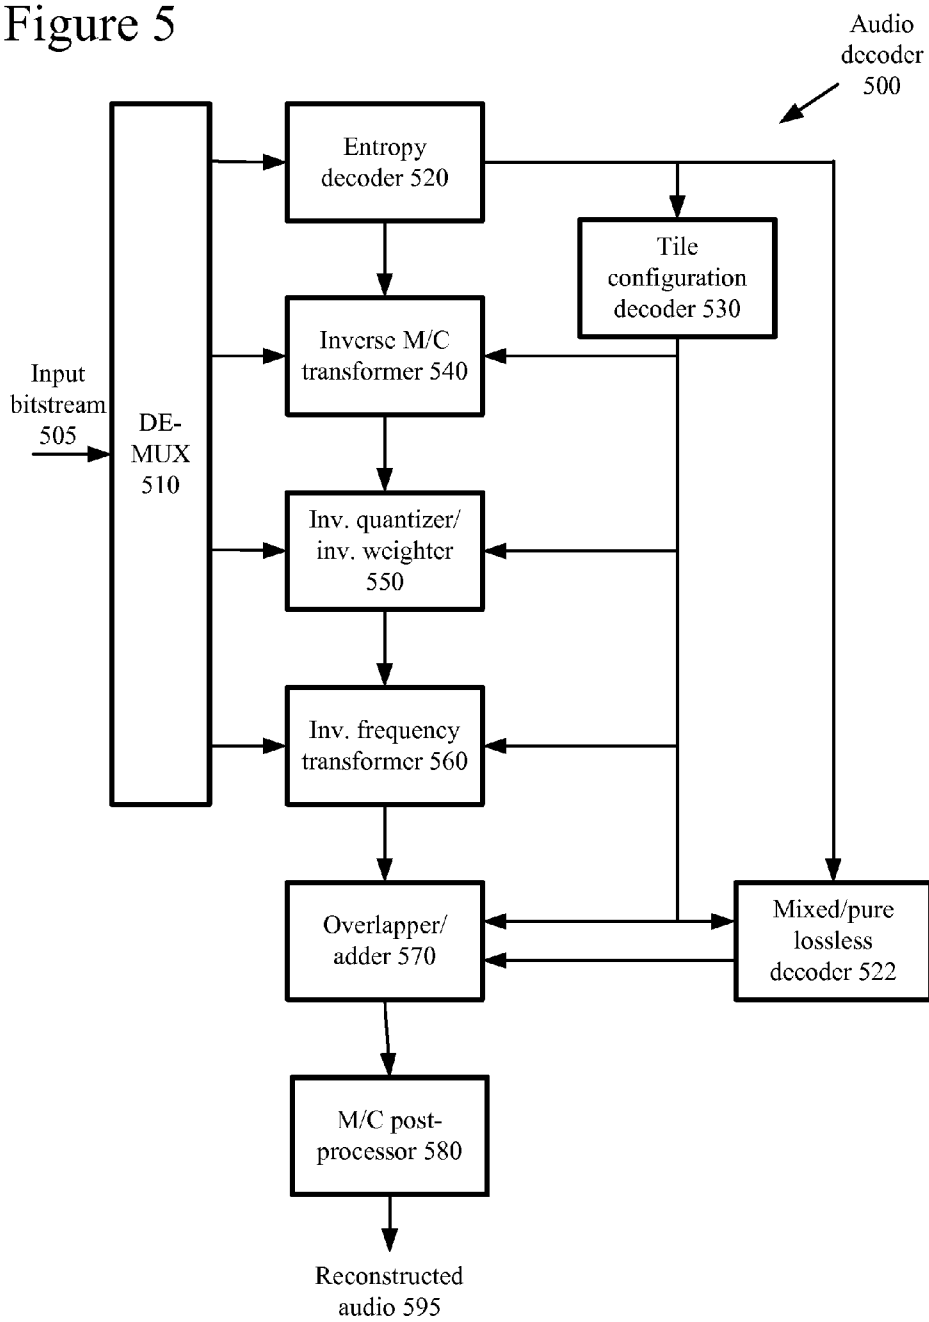 Figure 5
Audio
decoder
500
Entropy
decoder 520
Tile
configuration
decoder 530
Inverse M/C
transformer 540
Input
bitstream
505
DE-
MUX
510
Inv. quantizer/
inv. weighter
550
Inv. frequency
transformer 560
Overlapper/
adder 570
Mixed/pure
lossless
decoder 522
M/C post-
processor 580
Reconstructed
audio 595